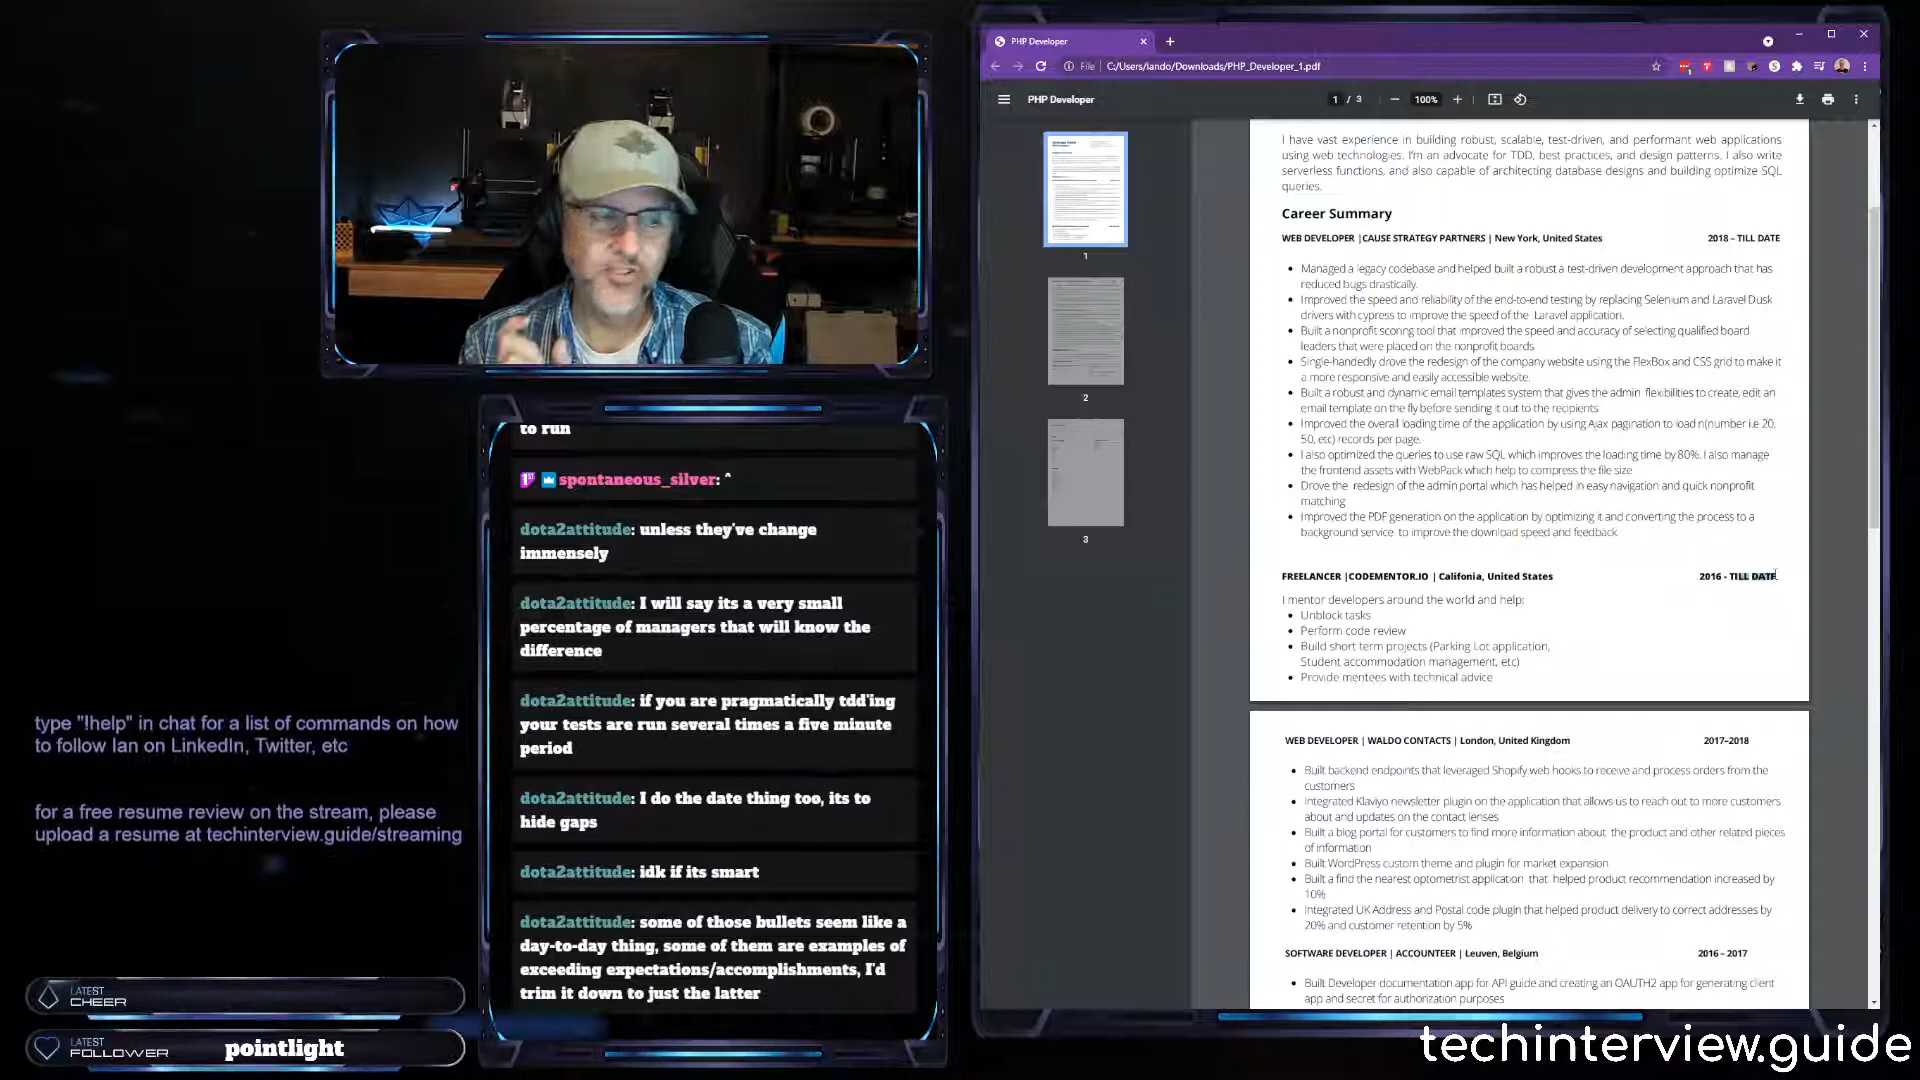 to run
spontaneous_silver: ^
dota2attitude: unless they've change
immensely
dota2attitude: I will say its a very small
percentage of managers that will know the
difference
dota2attitude: if you are pragmatically tdd'ing
your tests are run several times a five minute
period
dota2attitude: I do the date thing too, its to
hide gaps
dota2attitude: idk if its smart
dota2attitude: some of those bullets seem like a
day-to-day thing, some of them are examples of
exceeding expectations/accomplishments, I'd
trim it down to just the latter
type "!help" in chat for a list of commands on how
to follow Ian on LinkedIn, Twitter, etc
for a free resume review on the stream, please
upload a resume at techinterview.guide/streaming
LATEST
CHEER
LATEST
FOLLOWER
pointlight
PHP Developer
File C:/Users/iando/Downloads/PHP_Developer_1.pdf
PHP Developer
1 / 3
100%
1
2
3
I have vast experience in building robust, scalable, test-driven, and performant web applications
using web technologies. I'm an advocate for TDD, best practices, and design patterns. I also write
serverless functions, and also capable of architecting database designs and building optimize SQL
queries.
Career Summary
WEB DEVELOPER |CAUSE STRATEGY PARTNERS | New York, United States 2018 – TILL DATE
• Managed a legacy codebase and helped built a robust a test-driven development approach that has
reduced bugs drastically.
• Improved the speed and reliability of the end-to-end testing by replacing Selenium and Laravel Dusk
drivers with cypress to improve the speed of the Laravel application.
• Built a nonprofit scoring tool that improved the speed and accuracy of selecting qualified board
leaders that were placed on the nonprofit boards
• Single-handedly drove the redesign of the company website using the FlexBox and CSS grid to make it
a more responsive and easily accessible website.
• Built a robust and dynamic email templates system that gives the admin flexibilities to create, edit an
email template on the fly before sending it out to the recipients
• Improved the overall loading time of the application by using Ajax pagination to load n(number i.e 20,
50, etc) records per page.
• I also optimized the queries to use raw SQL which improves the loading time by 80%. I also manage
the frontend assets with WebPack which help to compress the file size
• Drove the redesign of the admin portal which has helped in easy navigation and quick nonprofit
matching
• Improved the PDF generation on the application by optimizing it and converting the process to a
background service to improve the download speed and feedback
FREELANCER |CODEMENTOR.IO | Califonia, United States 2016 - TILL DATE
I mentor developers around the world and help;
• Unblock tasks
• Perform code review
• Build short term projects (Parking Lot application,
Student accommodation management, etc)
• Provide mentees with technical advice
WEB DEVELOPER | WALDO CONTACTS | London, United Kingdom 2017–2018
• Built backend endpoints that leveraged Shopify web hooks to receive and process orders from the
customers
• Integrated Klaviyo newsletter plugin on the application that allows us to reach out to more customers
about and updates on the contact lenses
• Built a blog portal for customers to find more information about the product and other related pieces
of information
• Built WordPress custom theme and plugin for market expansion
• Built a find the nearest optometrist application that helped product recommendation increased by
10%
• Integrated UK Address and Postal code plugin that helped product delivery to correct addresses by
20% and customer retention by 5%
SOFTWARE DEVELOPER | ACCOUNTEER | Leuven, Belgium 2016 – 2017
• Built Developer documentation app for API guide and creating an OAUTH2 app for generating client
app and secret for authorization purposes
techinterview.guide